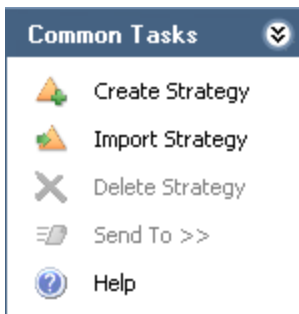 Common Tasks
Create Strategy
Import Strategy
Delete Strategy
Send To >>
Help